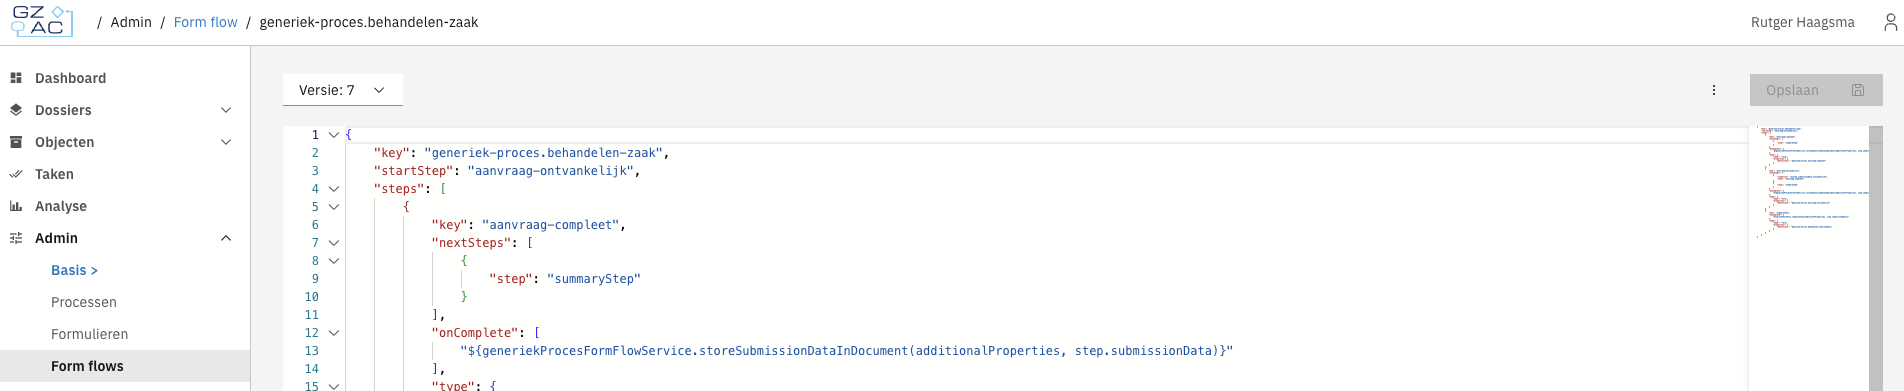 GZ
AC
/ Admin / Form flow / generiek-proces.behandelen-zaak
Rutger Haagsma
Dashboard
Dossiers
Objecten
Taken
Analyse
Admin
Basis >
Processen
Formulieren
Form flows
Versie: 7
Opslaan
1 {
2 "key": "generiek-proces.behandelen-zaak",
3 "startStep": "aanvraag-ontvankelijk",
4 "steps": [
5 {
6 "key": "aanvraag-compleet",
7 "nextSteps": [
8 {
9 "step": "summaryStep"
10 }
11 ],
12 "onComplete": [
13 "${generiekProcesFormFlowService.storeSubmissionDataInDocument(additionalProperties, step.submissionData)}"
14 ],
15 "type": {